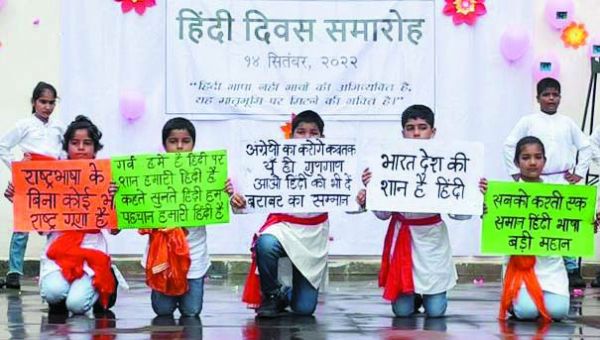 हिंदी दिवस समारोह
१४ सितंबर, २०२२
“हिंदी भाषा नहीं भावों की अभिव्यक्ति है,
यह मातृभूमि पर मिटने की भक्ति है।”
राष्ट्रभाषा के
बिना कोई भी
राष्ट्र गूंगा है
गर्व हमें है हिंदी पर
शान हमारी हिंदी है
कहते सुनते हिंदी हम
पहचान हमारी हिंदी है
अंग्रेजी का करोगे कबतक
यूं ही गुणगान
आओ हिंदी को भी दें
बराबर का सम्मान
भारत देश की
शान है हिंदी
सबको करती एक
समान हिंदी भाषा
बड़ी महान